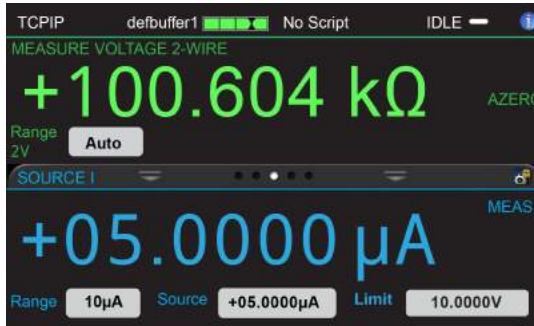 TCPIP defbuffer1 No Script IDLE i
MEASURE VOLTAGE 2-WIRE
+100.604 kΩ
AZERO
Range
2V Auto
SOURCE I
MEAS
+05.0000 µA
Range 10µA Source +05.0000µA Limit 10.0000V